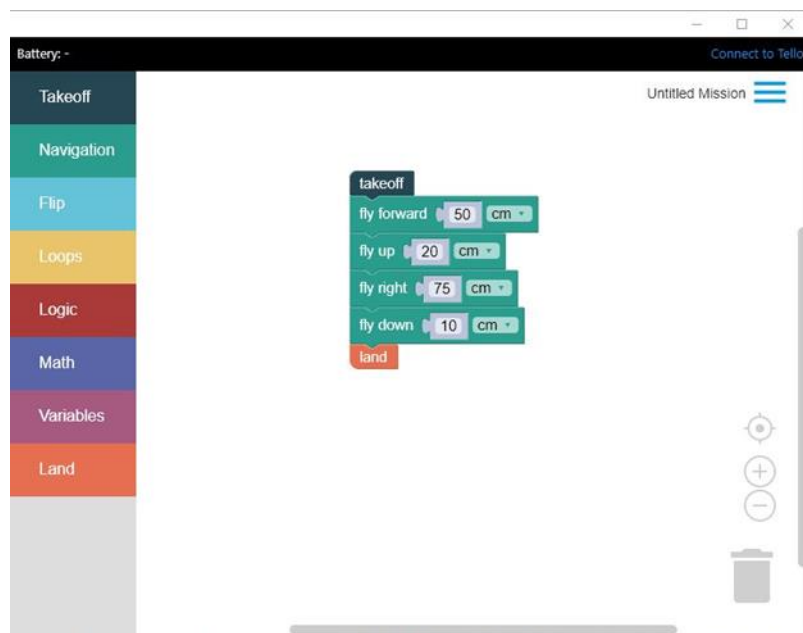 Battery: -
Connect to Tello
Untitled Mission
Takeoff
Navigation
Flip
Loops
Logic
Math
Variables
Land
takeoff
fly forward 50 cm
fly up 20 cm
fly right 75 cm
fly down 10 cm
land